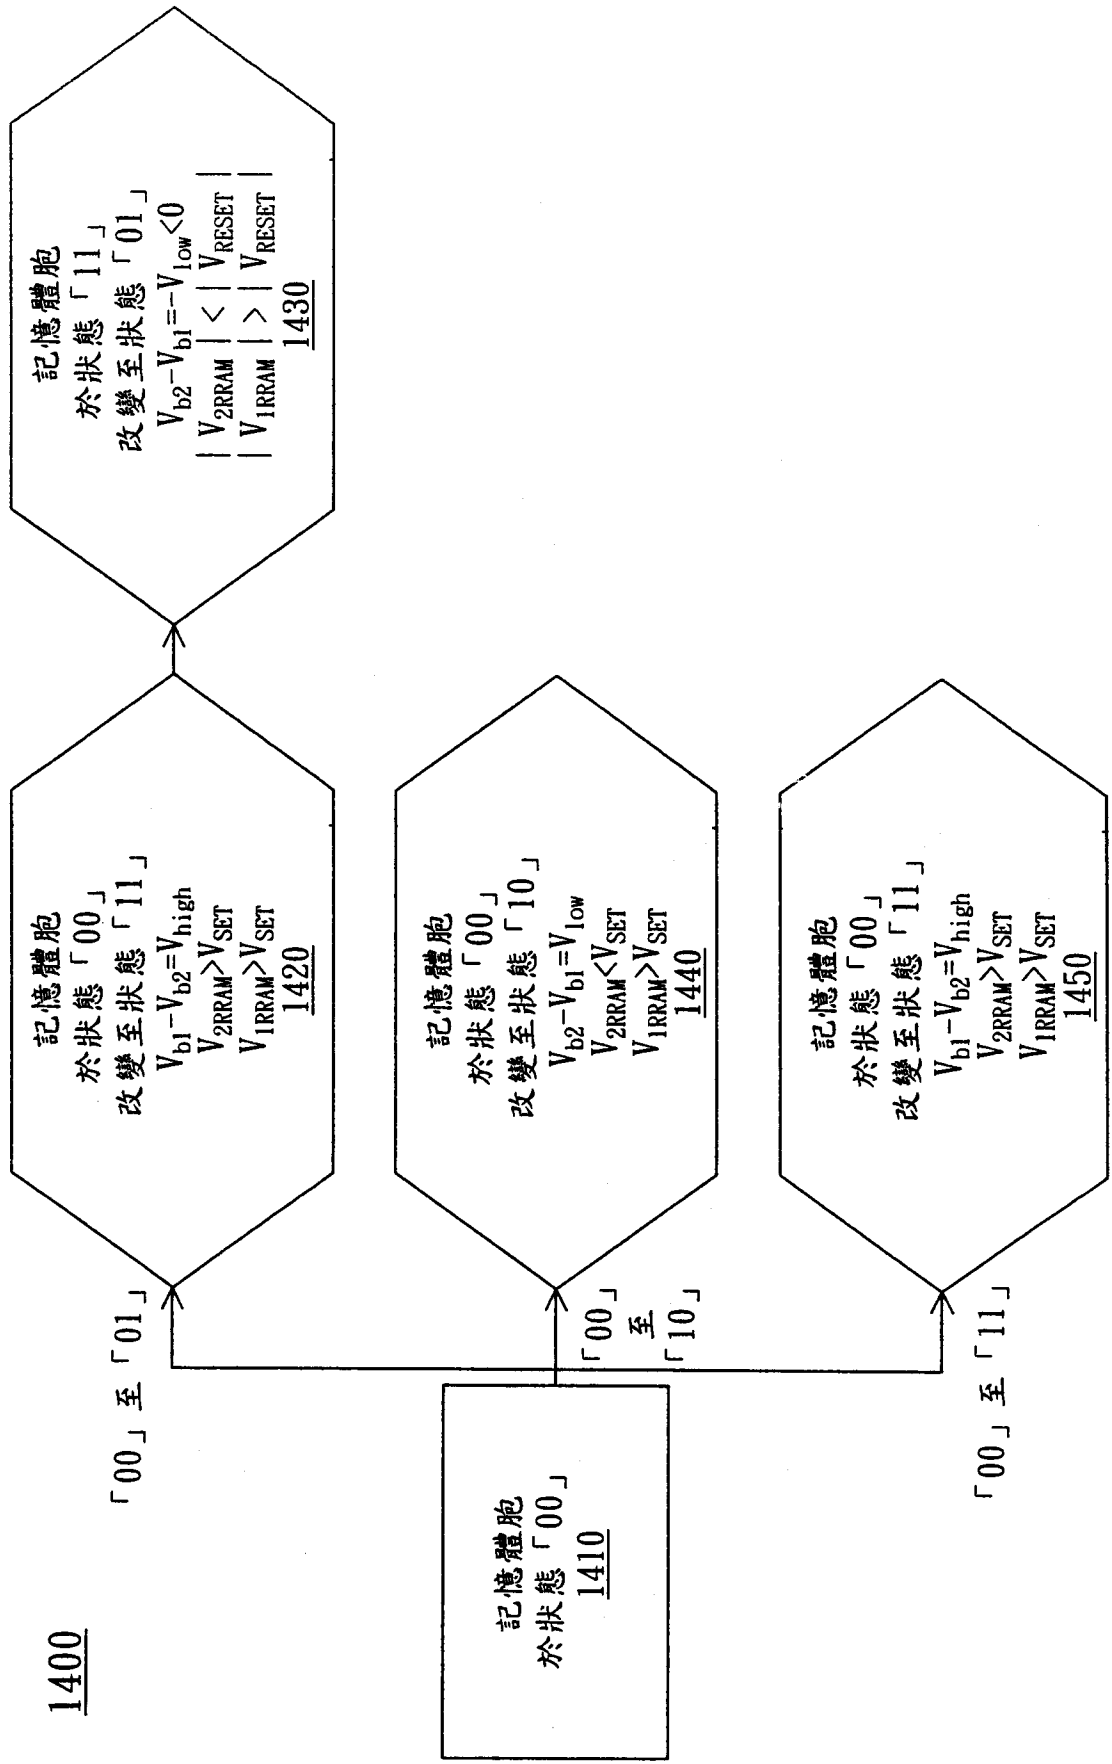 1400
記憶體胞
於狀態「00」
1410
「00」至「01」
記憶體胞
於狀態「00」
改變至狀態「11」
Vb1-Vb2=Vhigh
V2RRAM>VSET
V1RRAM>VSET
1420
記憶體胞
於狀態「11」
改變至狀態「01」
Vb2-Vb1=-Vlow<0
|V2RRAM|<|VRESET|
|V1RRAM|>|VRESET|
1430
「00」
至
「10」
記憶體胞
於狀態「00」
改變至狀態「10」
Vb2-Vb1=Vlow
V2RRAM<VSET
V1RRAM>VSET
1440
「00」至「11」
記憶體胞
於狀態「00」
改變至狀態「11」
Vb1-Vb2=Vhigh
V2RRAM>VSET
V1RRAM>VSET
1450